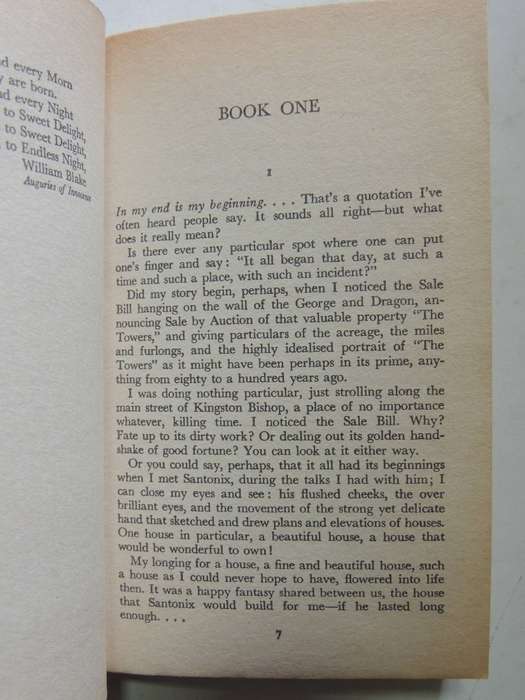 d every Morn
y are born.
nd every Night
to Sweet Delight,
to Sweet Delight,
to Endless Night,
William Blake
Auguries of Innocence
BOOK ONE
1
In my end is my beginning. . . . That's a quotation I've
often heard people say. It sounds all right—but what
does it really mean?
Is there ever any particular spot where one can put
one's finger and say: "It all began that day, at such a
time and such a place, with such an incident?"
Did my story begin, perhaps, when I noticed the Sale
Bill hanging on the wall of the George and Dragon, an-
nouncing Sale by Auction of that valuable property "The
Towers," and giving particulars of the acreage, the miles
and furlongs, and the highly idealised portrait of "The
Towers" as it might have been perhaps in its prime, any-
thing from eighty to a hundred years ago.
I was doing nothing particular, just strolling along the
main street of Kingston Bishop, a place of no importance
whatever, killing time. I noticed the Sale Bill. Why?
Fate up to its dirty work? Or dealing out its golden hand-
shake of good fortune? You can look at it either way.
Or you could say, perhaps, that it all had its beginnings
when I met Santonix, during the talks I had with him; I
can close my eyes and see: his flushed cheeks, the over
brilliant eyes, and the movement of the strong yet delicate
hand that sketched and drew plans and elevations of houses.
One house in particular, a beautiful house, a house that
would be wonderful to own!
My longing for a house, a fine and beautiful house, such
a house as I could never hope to have, flowered into life
then. It was a happy fantasy shared between us, the house
that Santonix would build for me—if he lasted long
enough. . . .
7